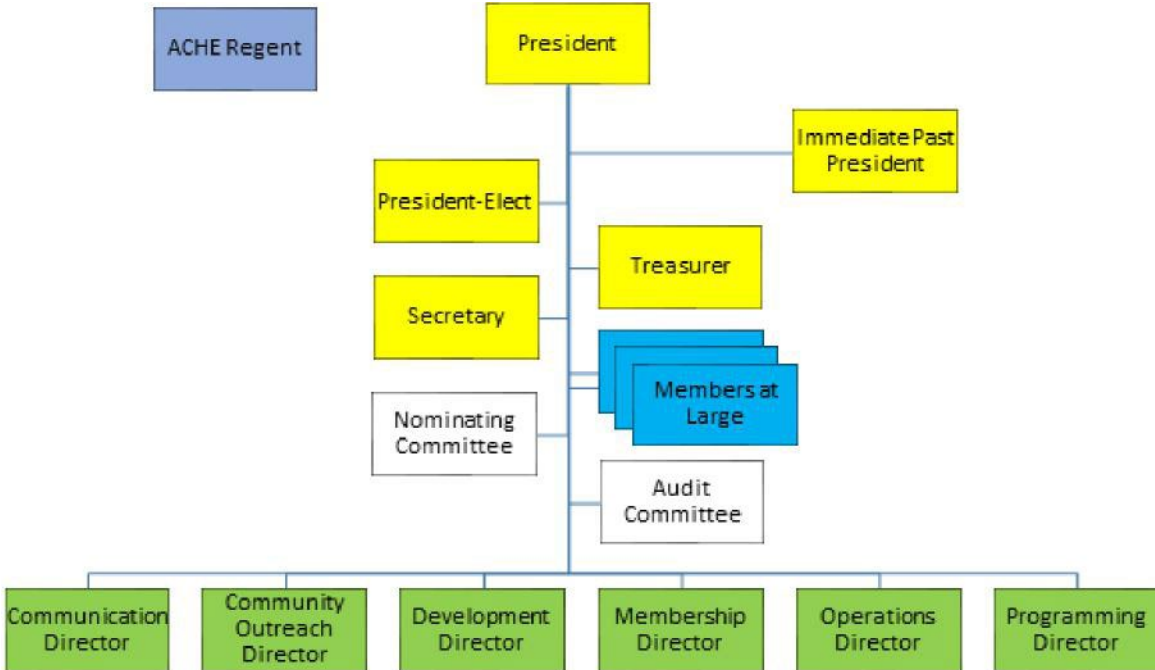 ACHE Regent
President
Immediate Past
President
President-Elect
Treasurer
Secretary
Members at
Large
Nominating
Committee
Audit
Committee
Communication
Director
Community
Outreach
Director
Development
Director
Membership
Director
Operations
Director
Programming
Director